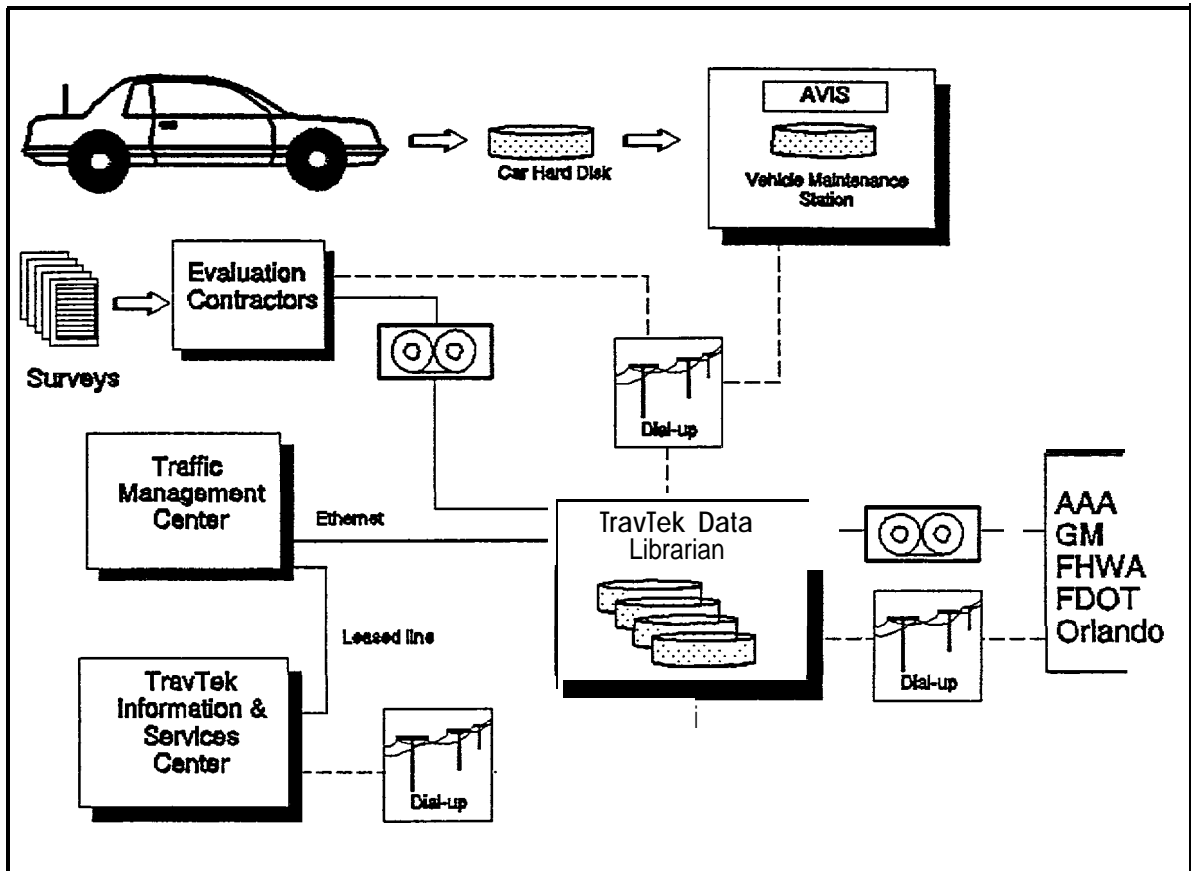 AVIS
Car Hard Disk
Vehicle Maintenance
Station
Evaluation
Contractors
Surveys
Dial-up
Traffic
Management
Center
Ethernet
TravTek Data
Librarian
AAA
GM
FHWA
FDOT
Orlando
Leased line
Dial-up
TravTek
Information &
Services
Center
Dial-up